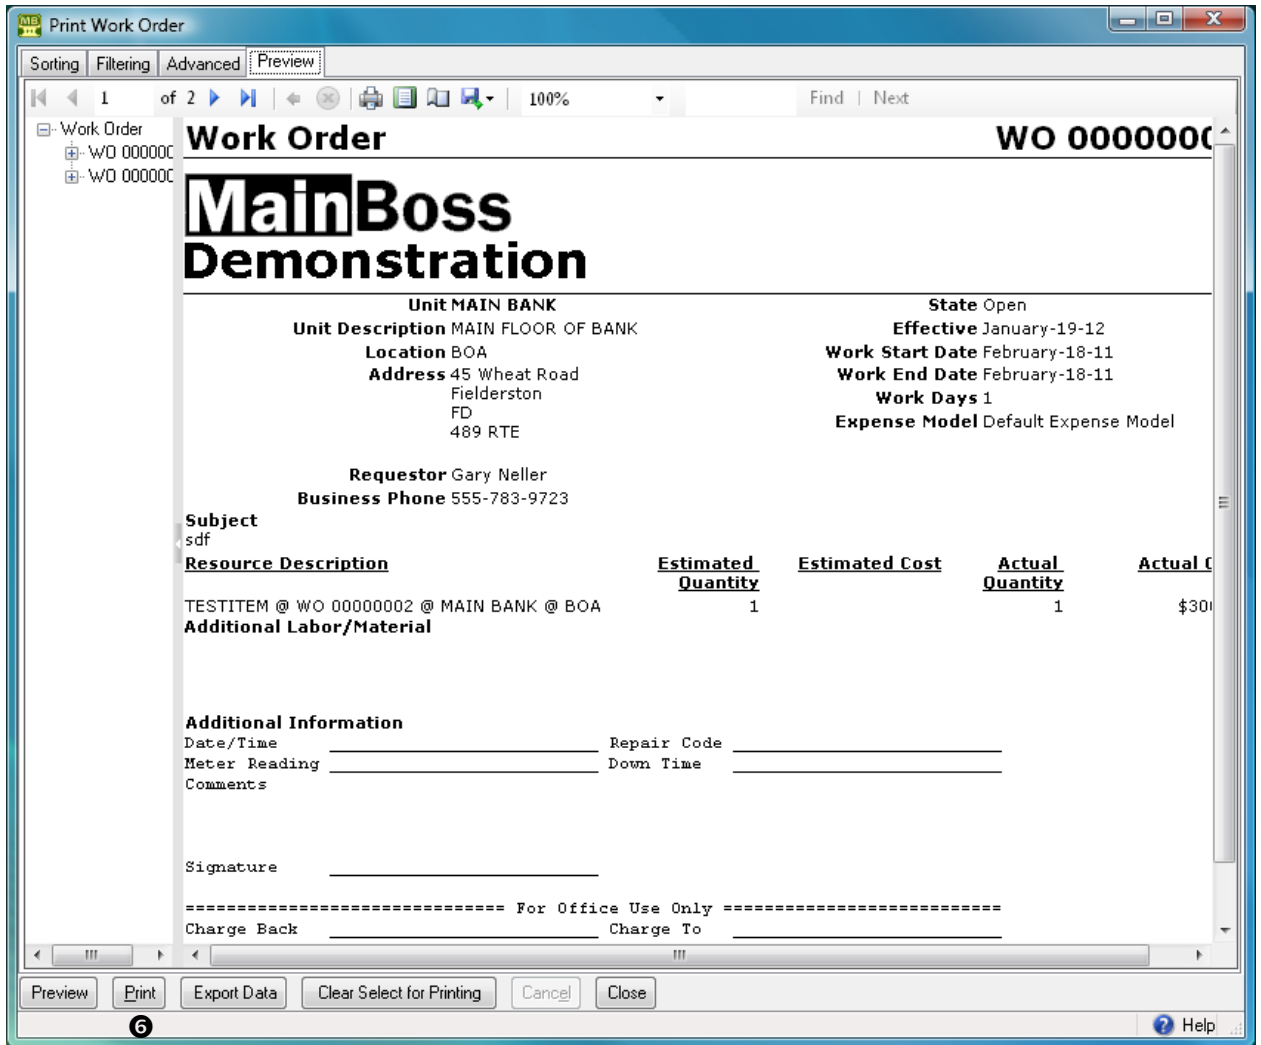 MB
Print Work Order
Sorting Filtering Advanced Preview
1 of 2 100% Find | Next
Work Order
WO 000000
WO 000000
Work Order WO 0000000
MainBoss
Demonstration
Unit MAIN BANK State Open
Unit Description MAIN FLOOR OF BANK Effective January-19-12
Location BOA Work Start Date February-18-11
Address 45 Wheat Road Work End Date February-18-11
Fielderston Work Days 1
FD Expense Model Default Expense Model
489 RTE
Requestor Gary Neller
Business Phone 555-783-9723
Subject
sdf
Resource Description Estimated Quantity Estimated Cost Actual Quantity Actual C
TESTITEM @ WO 00000002 @ MAIN BANK @ BOA 1 1 $30
Additional Labor/Material
Additional Information
Date/Time Repair Code
Meter Reading Down Time
Comments
Signature
=============================== For Office Use Only ===========================
Charge Back Charge To
Preview Print Export Data Clear Select for Printing Cancel Close
❻
Help